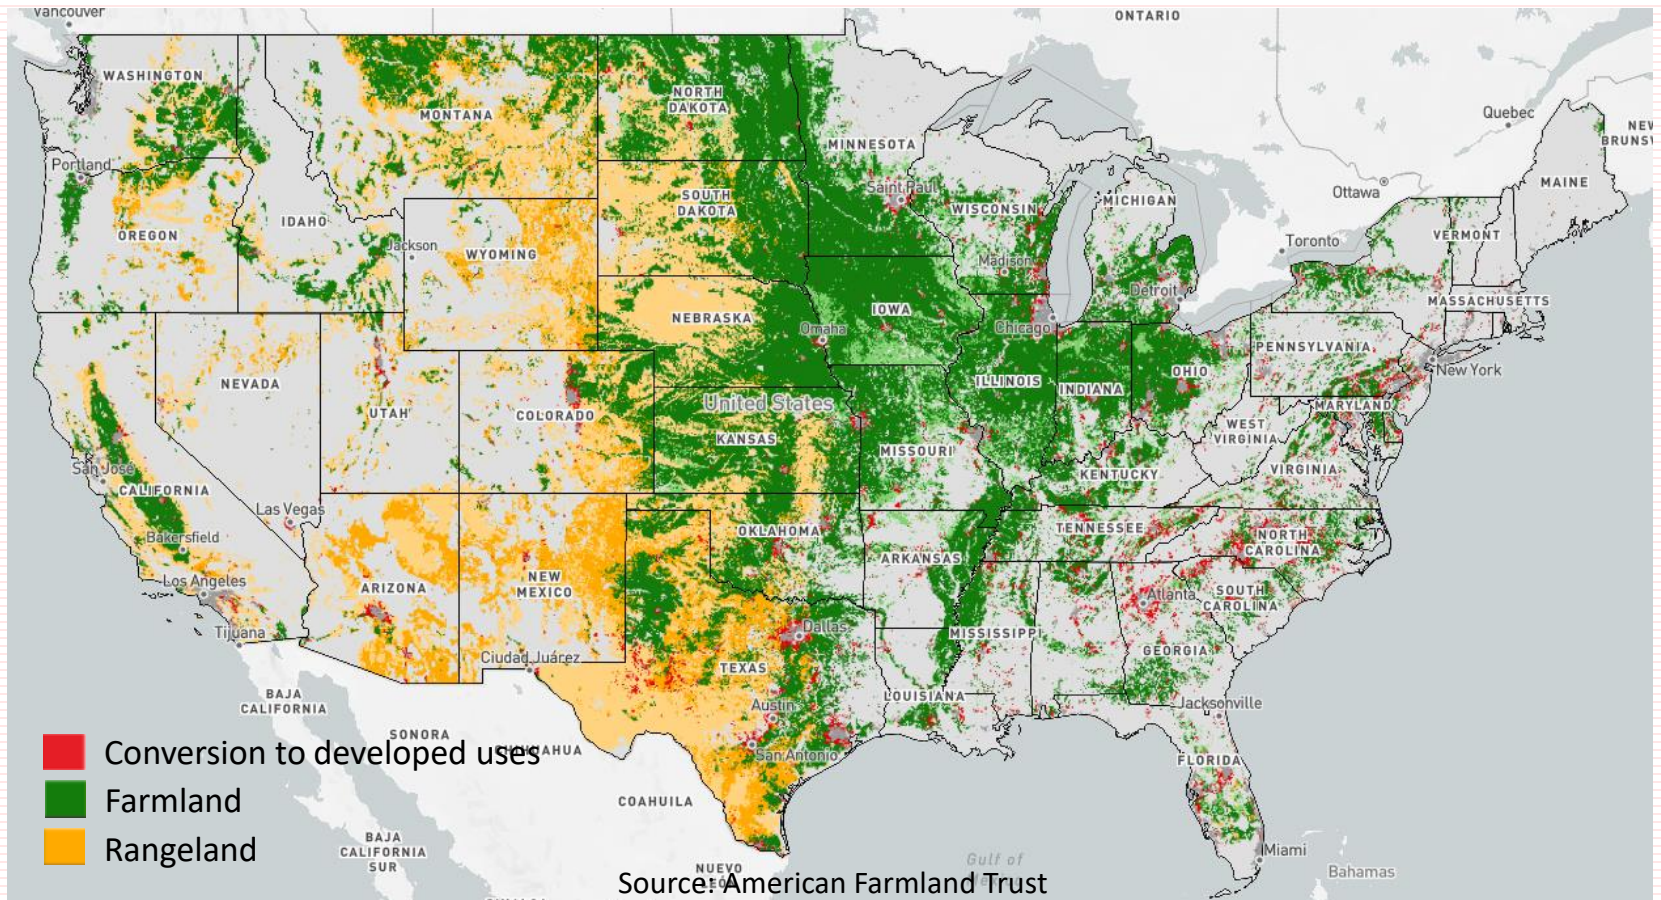 Vancouver
ONTARIO
WASHINGTON
MONTANA
NORTH
DAKOTA
MINNESOTA
Quebec
NEW
BRUNSW
Portland
Saint Paul
Ottawa
MAINE
OREGON
IDAHO
SOUTH
DAKOTA
WISCONSIN
MICHIGAN
Jackson
WYOMING
Madison
Toronto
VERMONT
Detroit
MASSACHUSETTS
NEBRASKA
Omaha
IOWA
Chicago
PENNSYLVANIA
New York
NEVADA
UTAH
COLORADO
United States
ILLINOIS
INDIANA
OHIO
MARYLAND
KANSAS
MISSOURI
WEST
VIRGINIA
San José
CALIFORNIA
KENTUCKY
VIRGINIA
Las Vegas
Bakersfield
OKLAHOMA
TENNESSEE
NORTH
CAROLINA
Los Angeles
ARIZONA
NEW
MEXICO
ARKANSAS
Atlanta
SOUTH
CAROLINA
Tijuana
Dallas
MISSISSIPPI
Ciudad Juárez
TEXAS
GEORGIA
BAJA
CALIFORNIA
Austin
LOUISIANA
Jacksonville
SONORA
CHIHUAHUA
San Antonio
FLORIDA
Conversion to developed uses
Farmland
Rangeland
COAHUILA
BAJA
CALIFORNIA
SUR
Miami
Bahamas
Gulf of
NUEVO
Source: American Farmland Trust